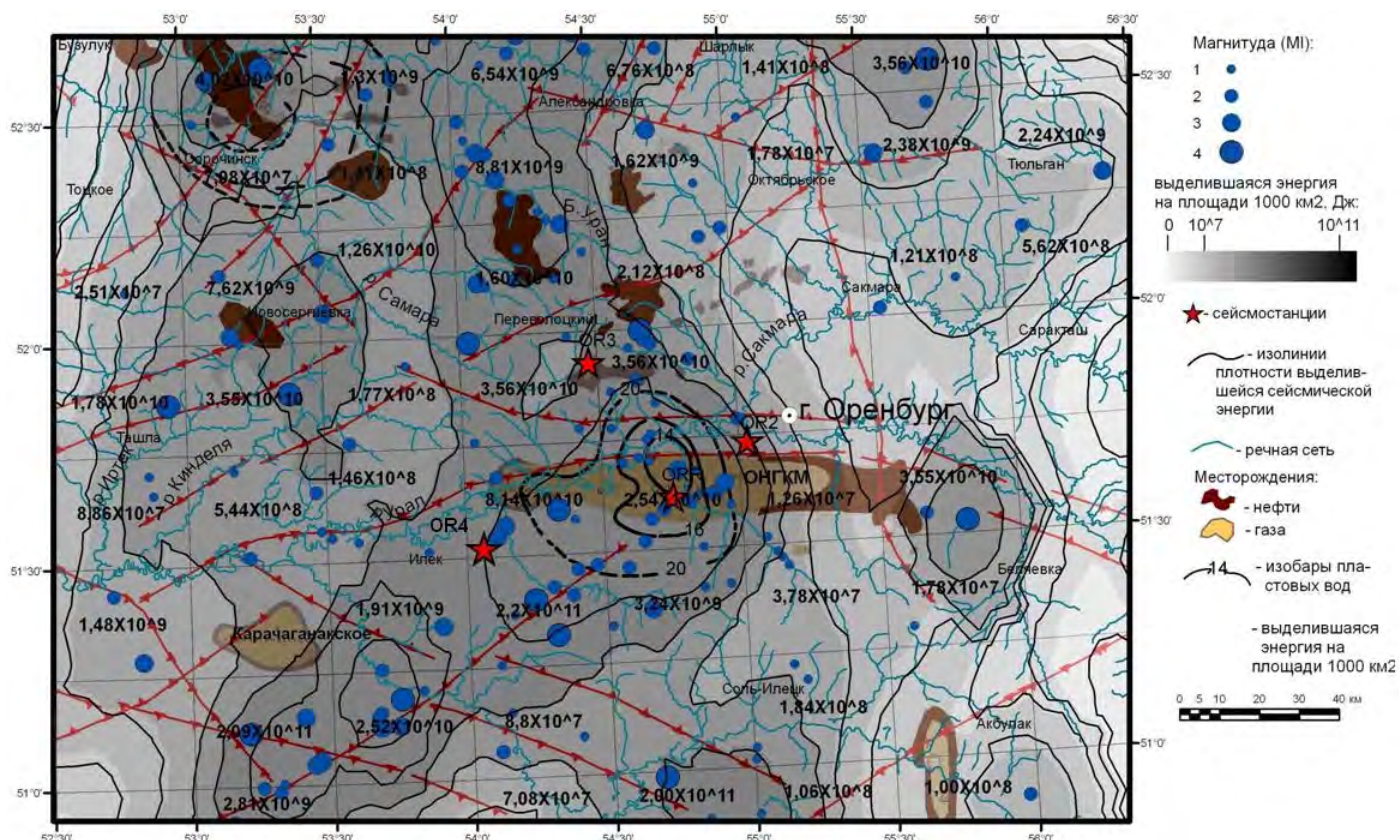 53°0'
53°30'
54°0'
54°30'
55°0'
55°30'
56°0'
56°30'
Бузулук
Шарлык
4,02X10^10
1,3X10^9
6,54X10^9
6,76X10^8
1,41X10^8
3,56X10^10
52°30'
52°30'
Александровка
Сорочинск
7,98X10^7
8,81X10^9
1,62X10^9
1,78X10^7
2,38X10^9
2,24X10^9
Тоцкое
Октябрьское
Тюльган
Б. Уран
1,26X10^10
1,60X10^10
2,12X10^8
1,21X10^8
5,62X10^8
2,51X10^7
7,62X10^9
р. Самара
Сакмара
52°0'
Новосергиевка
Переволоцкий
р.Сакмара
Саракташ
52°0'
OR3
3,56X10^10
3,56X10^10
20
1,78X10^10
3,55X10^10
1,77X10^8
г. Оренбург
Ташла
14
OR2
р.Иртек
р.Кинделя
1,46X10^8
ОНГКМ
3,55X10^10
8,86X10^7
5,44X10^8
р.Урал
8,14X10^10
2,54X10^10
1,26X10^7
OR4
16
51°30'
Илек
20
Беляевка
51°30'
1,48X10^9
1,91X10^9
2,2X10^11
3,24X10^9
3,78X10^7
1,78X10^7
Карачаганакское
Соль-Илецк
2,09X10^11
2,52X10^10
8,8X10^7
1,84X10^8
Акбулак
51°0'
51°0'
2,81X10^9
7,08X10^7
2,00X10^11
1,06X10^8
1,00X10^8
52°30'
53°0'
53°30'
54°0'
54°30'
55°0'
55°30'
56°0'
Магнитуда (Ml):
1
2
3
4
выделившаяся энергия
на площади 1000 км2, Дж:
0 10^7 10^11
- сейсмостанции
- изолинии
плотности выделив-
шейся сейсмической
энергии
- речная сеть
Месторождения:
- нефти
- газа
14 - изобары пла-
стовых вод
- выделившаяся
энергия на
площади 1000 км2
0 5 10 20 30 40 км